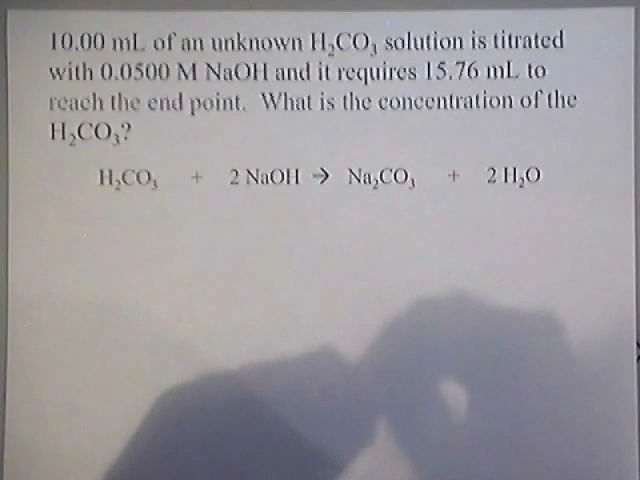 10.00 mL of an unknown H₂CO₃ solution is titrated
with 0.0500 M NaOH and it requires 15.76 mL to
reach the end point. What is the concentration of the
H₂CO₃?
H₂CO₃ + 2 NaOH → Na₂CO₃ + 2 H₂O